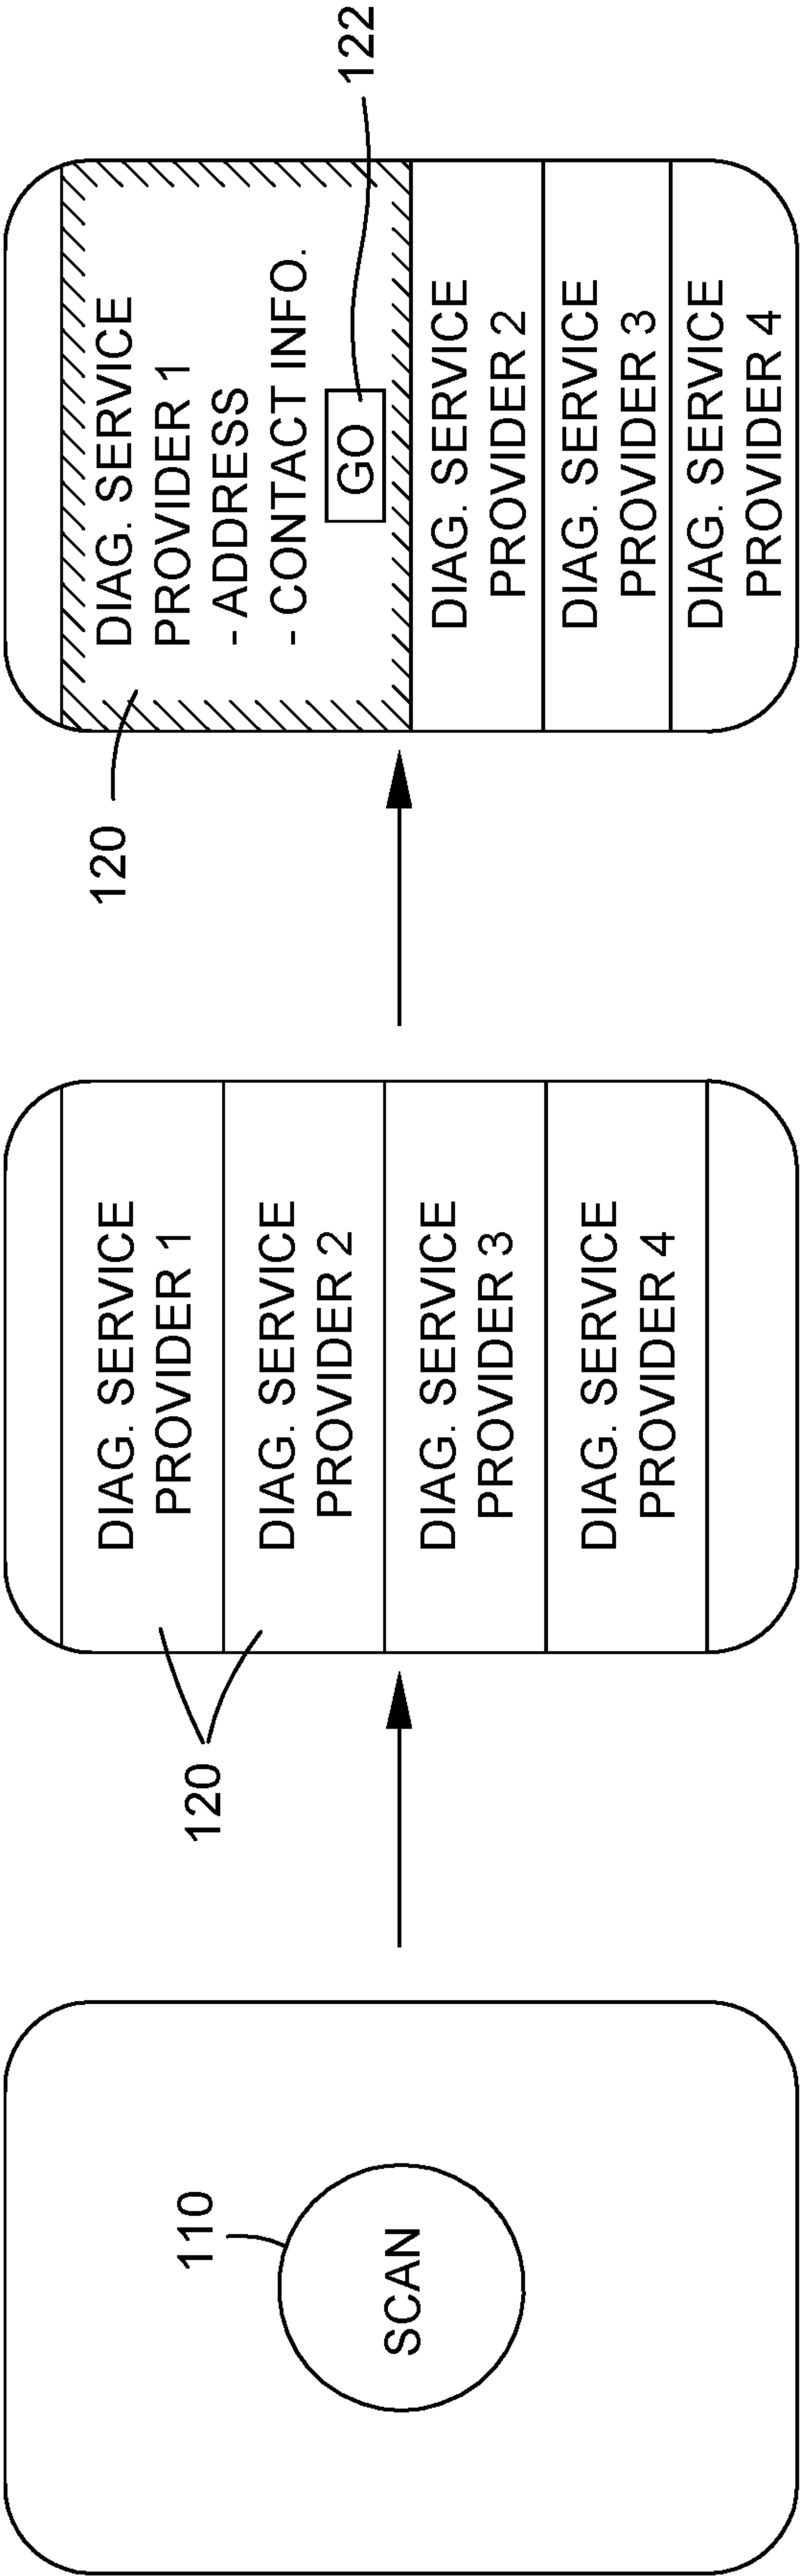 110
SCAN
120
DIAG. SERVICE
PROVIDER 1
DIAG. SERVICE
PROVIDER 2
DIAG. SERVICE
PROVIDER 3
DIAG. SERVICE
PROVIDER 4
120
DIAG. SERVICE
PROVIDER 1
- ADDRESS
- CONTACT INFO.
GO
122
DIAG. SERVICE
PROVIDER 2
DIAG. SERVICE
PROVIDER 3
DIAG. SERVICE
PROVIDER 4